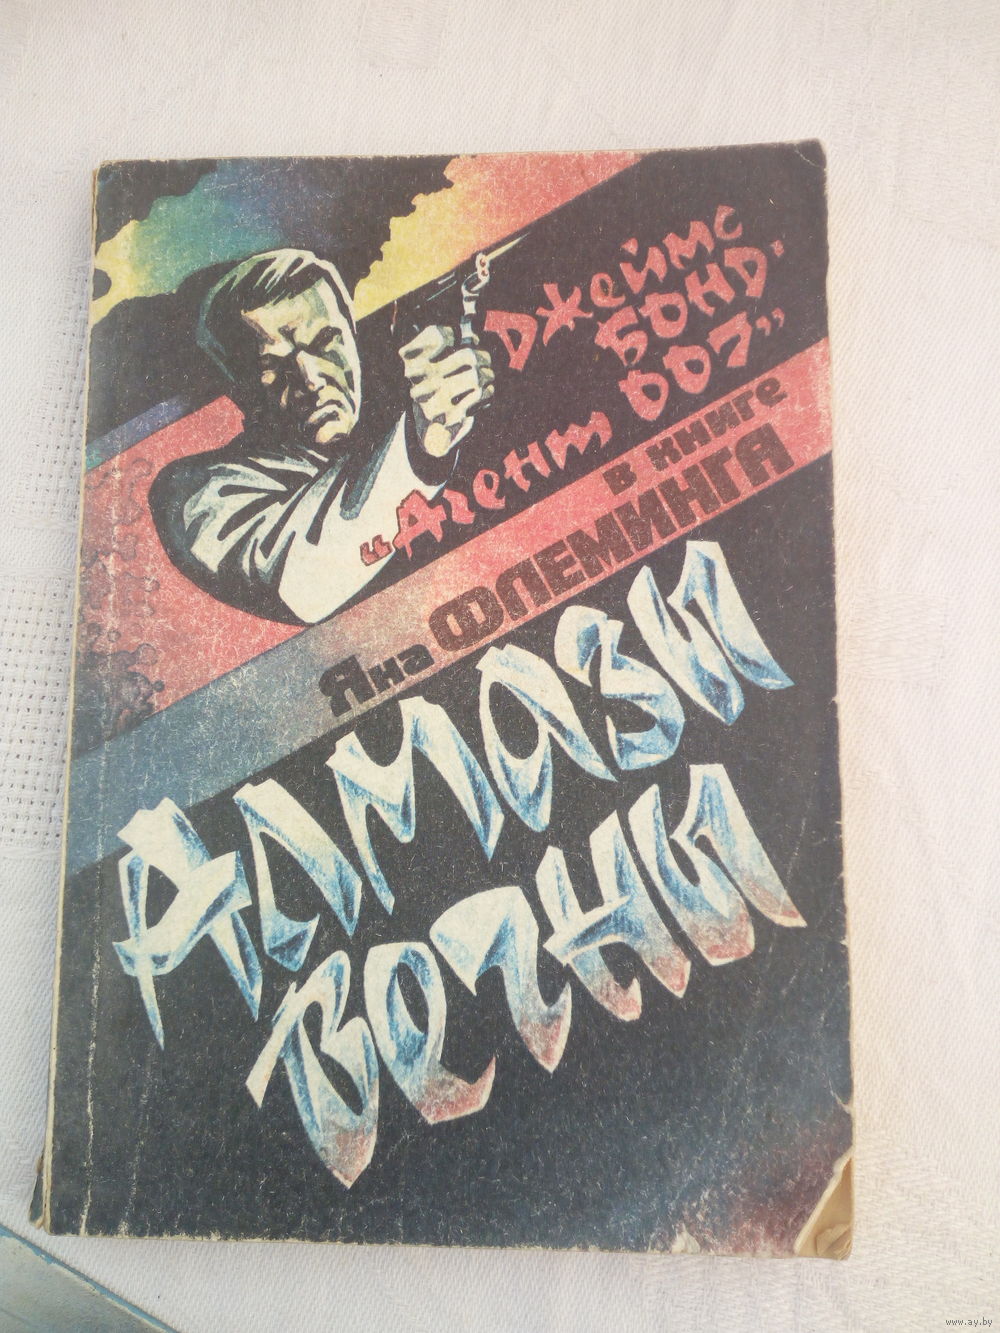 Джеймс
БОНД·
„Агент 007”
в книге
Яна ФЛЕМИНГА
Алмазы
вечны
www.ay.by